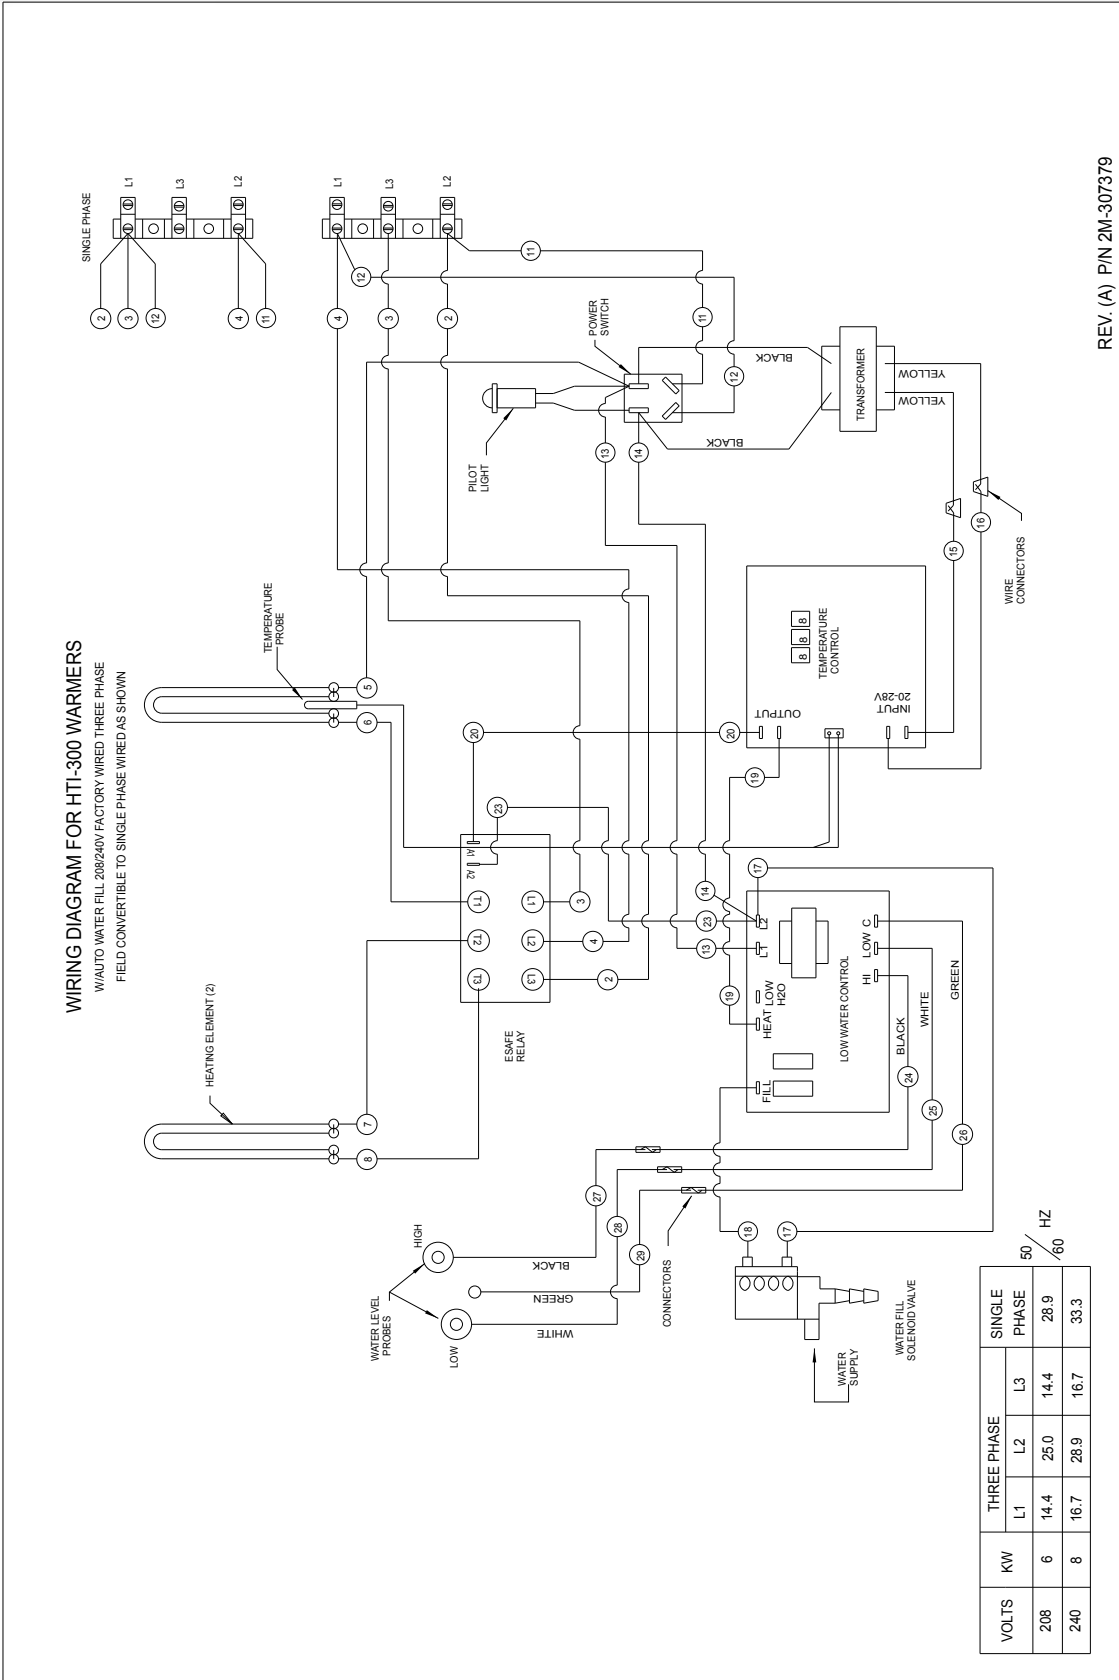 WIRING DIAGRAM FOR HTI-300 WARMERS
W/AUTO WATER FILL 208/240V FACTORY WIRED THREE PHASE
FIELD CONVERTIBLE TO SINGLE PHASE WIRED AS SHOWN
SINGLE PHASE
L1
L3
L2
2
3
12
4
11
L1
L3
L2
12
11
4
3
2
HEATING ELEMENT (2)
TEMPERATURE
PROBE
8
7
6
5
PILOT
LIGHT
POWER
SWITCH
11
12
13
14
BLACK
BLACK
TRANSFORMER
YELLOW
YELLOW
ESAFE
RELAY
T3
T2
T1
A2
A1
L3
L2
L1
2
4
3
23
20
WATER LEVEL
PROBES
HIGH
LOW
BLACK
GREEN
WHITE
27
28
29
CONNECTORS
20
19
OUTPUT
8 8 8
TEMPERATURE
CONTROL
INPUT
20-28V
15
16
WIRE
CONNECTORS
14
17
23
13
19
FILL
HEAT
LOW
H2O
L1
L2
LOW WATER CONTROL
HI
LOW
C
BLACK
WHITE
GREEN
24
25
26
18
17
WATER
SUPPLY
WATER FILL
SOLENOID VALVE
VOLTS KW THREE PHASE SINGLE PHASE
L1 L2 L3
208 6 14.4 25.0 14.4 28.9
240 8 16.7 28.9 16.7 33.3
50/60 HZ
REV. (A) P/N 2M-307379